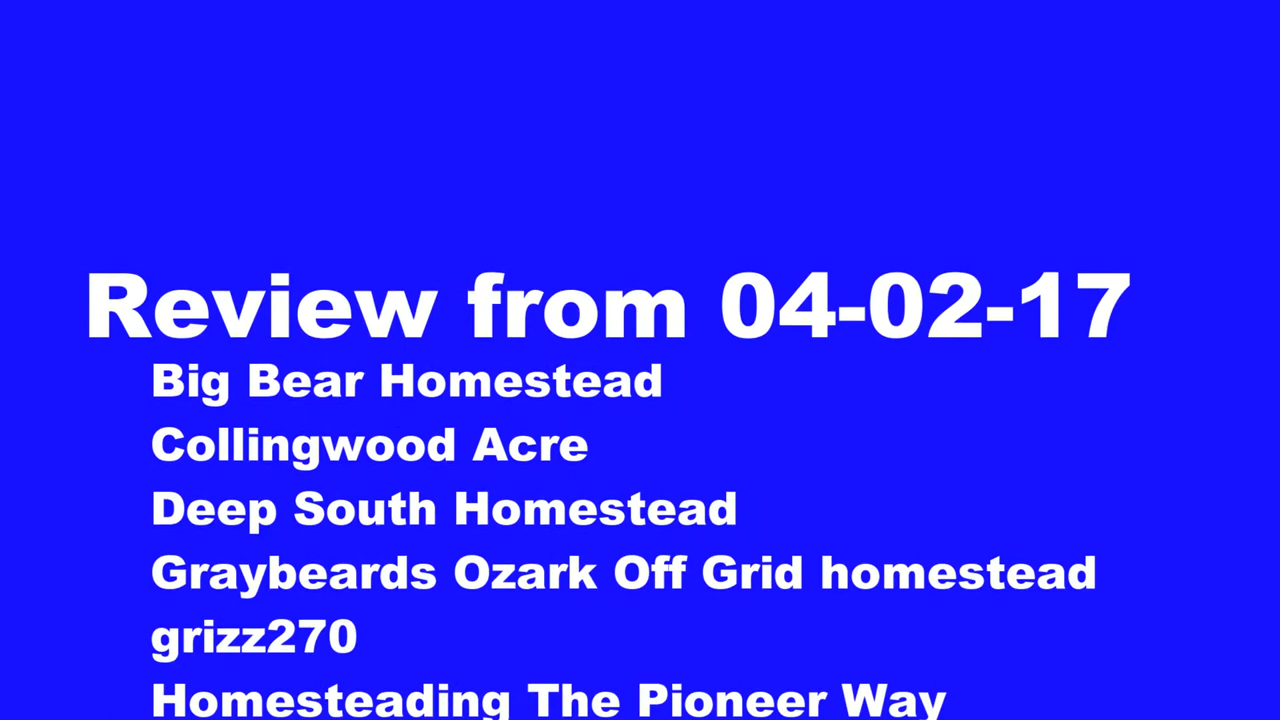 Review from 04-02-17
Big Bear Homestead
Collingwood Acre
Deep South Homestead
Graybeards Ozark Off Grid homestead
grizz270
Homesteading The Pioneer Way